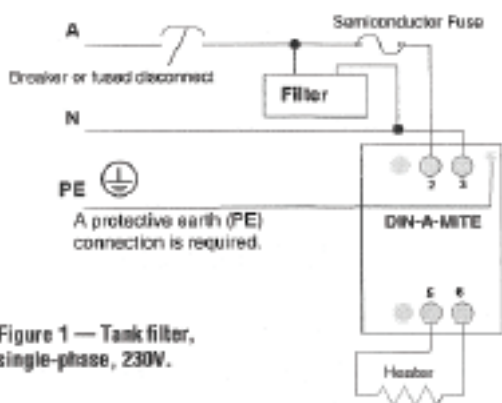 Semiconductor Fuse
A
Breaker or fused disconnect
Filter
N
2 3
PE
DIN-A-MITE
A protective earth (PE)
connection is required.
5 6
Figure 1 — Tank filter,
single-phase, 230V.
Heater